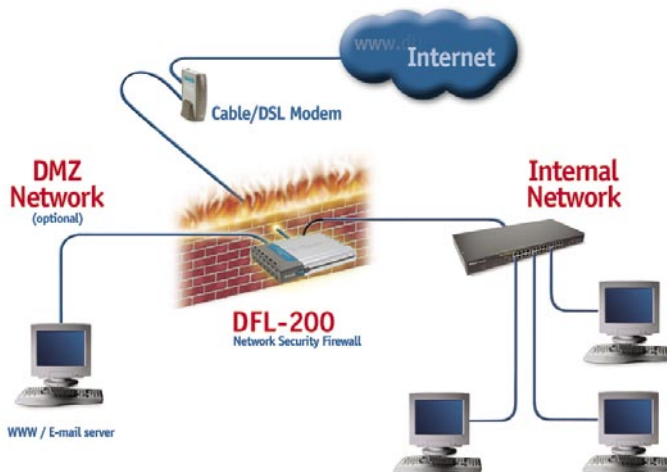 www.d
Internet
Cable/DSL Modem
DMZ
Network
(optional)
Internal
Network
DFL-200
Network Security Firewall
WWW / E-mail server